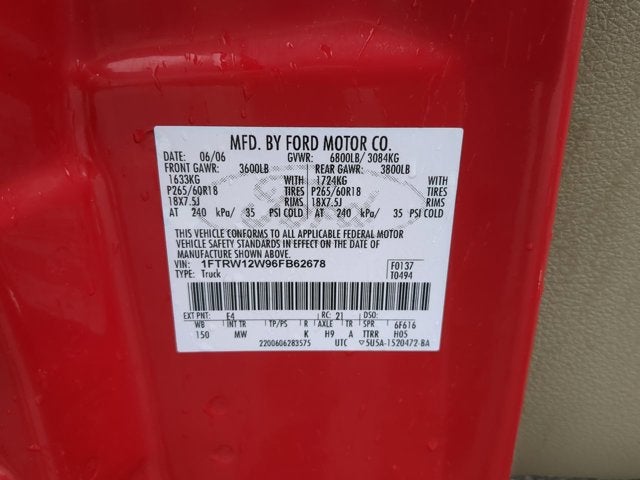 MFD. BY FORD MOTOR CO.
DATE: 06/06 GVWR: 6800LB/ 3084KG
FRONT GAWR: 3600LB REAR GAWR: 3800LB
1633KG WITH 1724KG WITH
P265/60R18 TIRES P265/60R18 TIRES
18X7.5J RIMS 18X7.5J RIMS
AT 240 kPa/ 35 PSI COLD AT 240 kPa/ 35 PSI COLD
THIS VEHICLE CONFORMS TO ALL APPLICABLE FEDERAL MOTOR
VEHICLE SAFETY STANDARDS IN EFFECT ON THE DATE OF
MANUFACTURE SHOWN ABOVE.
VIN: 1FTRW12W96FB62678 F0137
TYPE: Truck T0494
EXT PNT: E4 RC: 21 DSO:
WB INT TR TP/PS R AXLE TR SPR 6F616
150 MW K H9 A TTRR H05
2200606283575 UTC ▽5U5A-1520472-BA